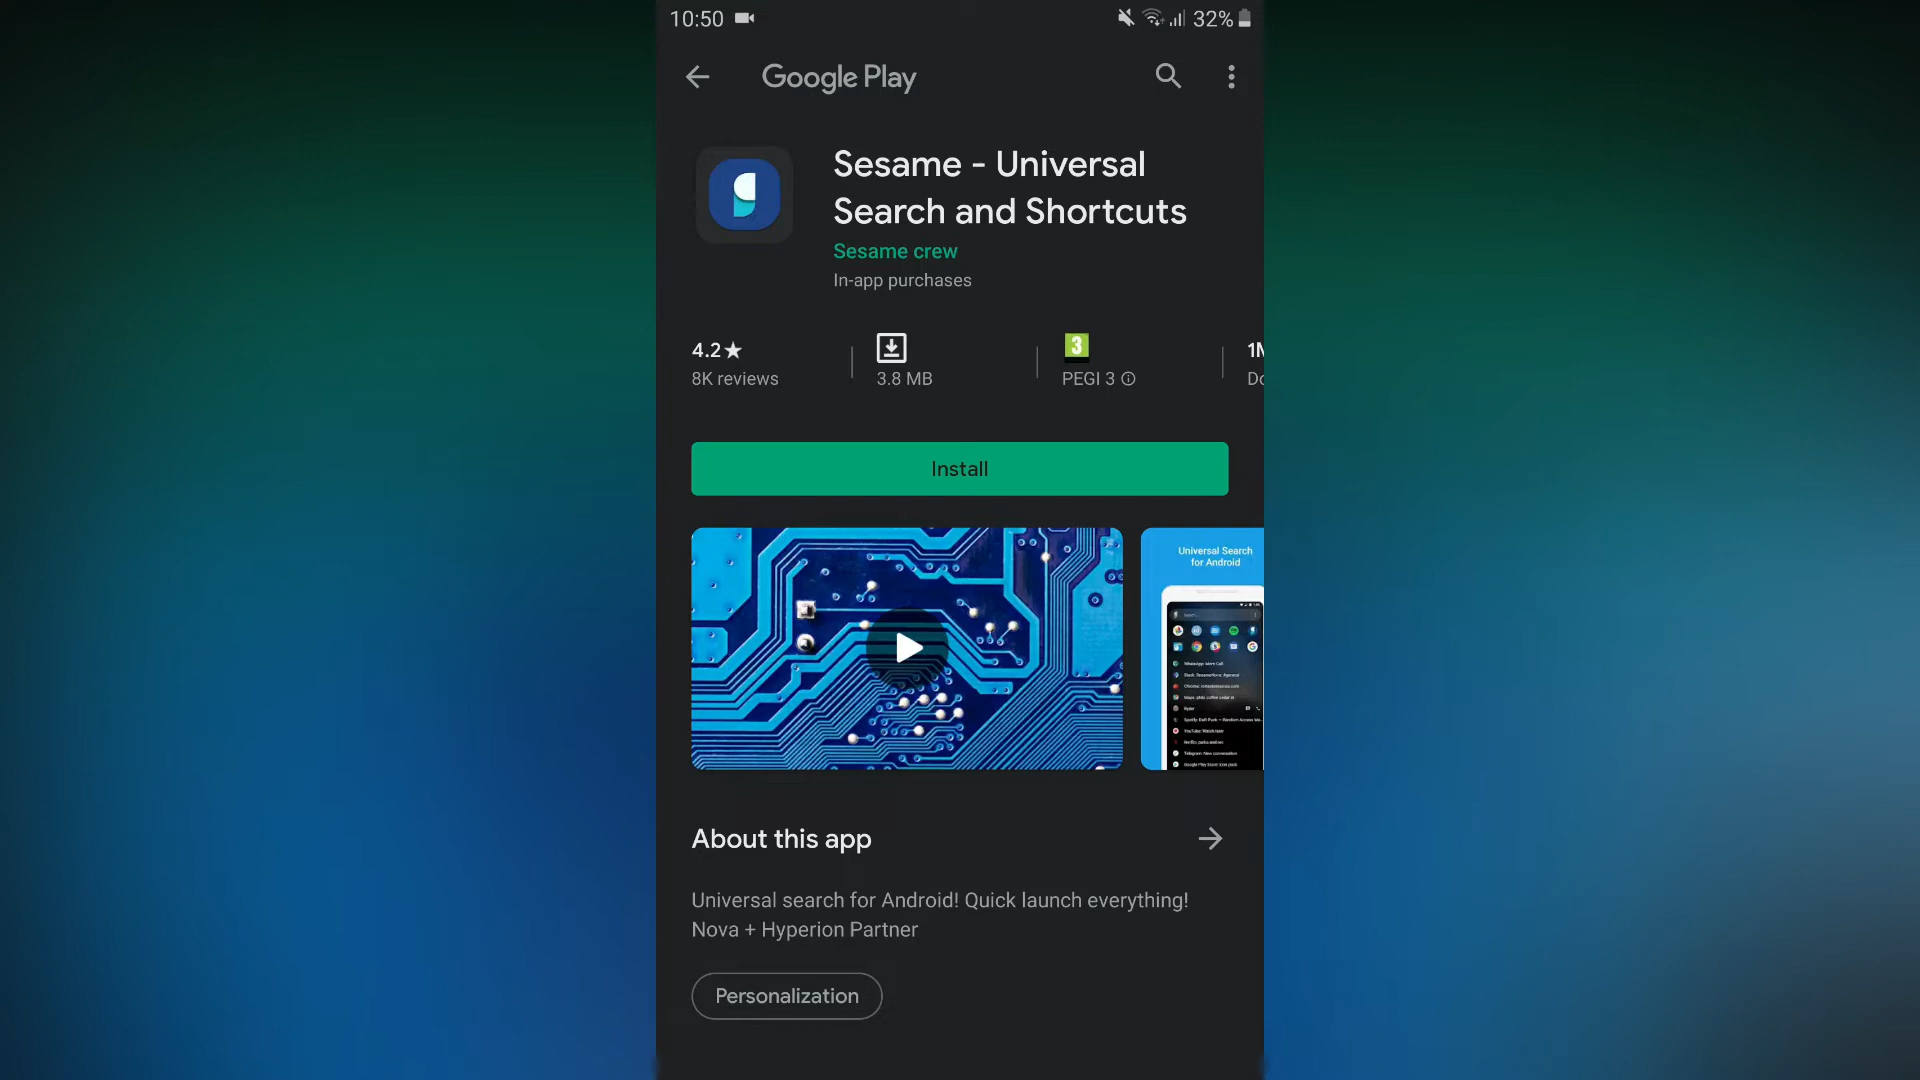 10:50
32%
Google Play
Sesame - Universal
Search and Shortcuts
Sesame crew
In-app purchases
4.2★
8K reviews
3.8 MB
3
PEGI 3
Install
Universal Search
for Android
About this app
Universal search for Android! Quick launch everything!
Nova + Hyperion Partner
Personalization